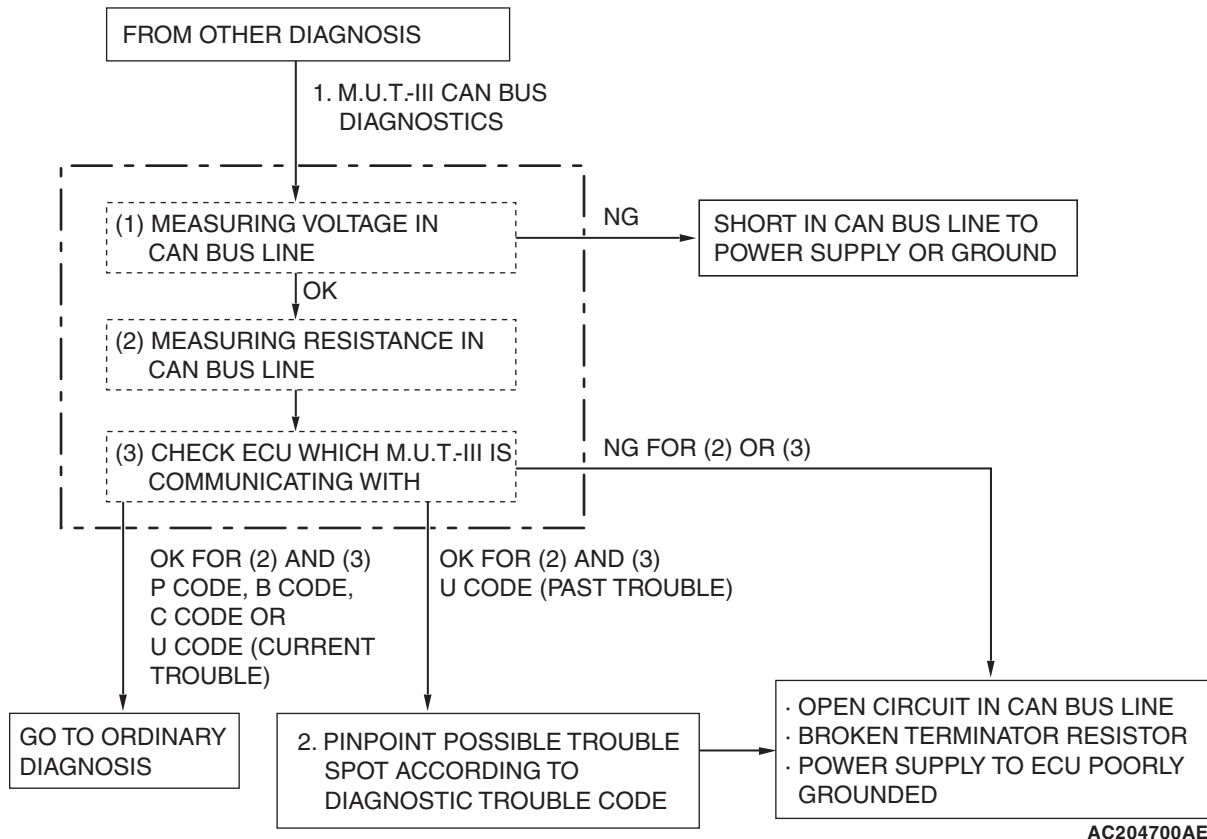 FROM OTHER DIAGNOSIS
1. M.U.T.-III CAN BUS
DIAGNOSTICS
(1) MEASURING VOLTAGE IN
CAN BUS LINE
NG
SHORT IN CAN BUS LINE TO
POWER SUPPLY OR GROUND
OK
(2) MEASURING RESISTANCE IN
CAN BUS LINE
(3) CHECK ECU WHICH M.U.T.-III IS
COMMUNICATING WITH
NG FOR (2) OR (3)
OK FOR (2) AND (3)
P CODE, B CODE,
C CODE OR
U CODE (CURRENT
TROUBLE)
OK FOR (2) AND (3)
U CODE (PAST TROUBLE)
GO TO ORDINARY
DIAGNOSIS
2. PINPOINT POSSIBLE TROUBLE
SPOT ACCORDING TO
DIAGNOSTIC TROUBLE CODE
· OPEN CIRCUIT IN CAN BUS LINE
· BROKEN TERMINATOR RESISTOR
· POWER SUPPLY TO ECU POORLY
GROUNDED
AC204700AE